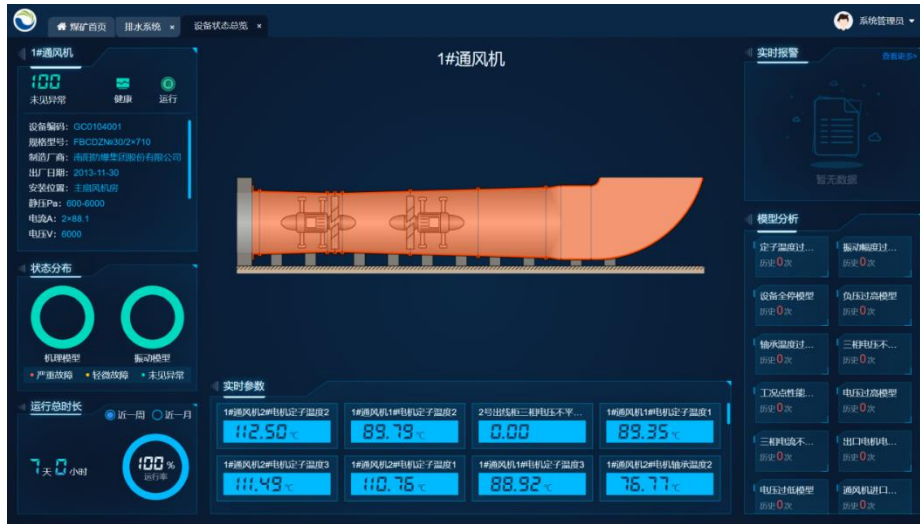 煤矿首页 排水系统 × 设备状态总览 × 系统管理员
1#通风机
100
未见异常 健康 运行
设备编码: GC0104001
规格型号: FBCDZ№30/2×710
制造厂商: 南阳防爆集团股份有限公司
出厂日期: 2013-11-30
安装位置: 主扇风机房
静压Pa: 600-6000
电流A: 2×88.1
电压V: 6000
状态分布
机理模型 振动模型
严重故障 轻微故障 未见异常
运行总时长 近一周 近一月
7天0小时
100%
运行率
1#通风机
实时参数
1#通风机2#电机定子温度2 1#通风机1#电机定子温度2 2号出线柜三相电压不平... 1#通风机1#电机定子温度1
112.50℃ 89.79℃ 0.00 89.35℃
1#通风机2#电机定子温度3 1#通风机2#电机定子温度1 1#通风机1#电机定子温度3 1#通风机2#电机轴承温度2
111.49℃ 110.76℃ 88.92℃ 76.77℃
实时报警 查看更多>
暂无数据
模型分析
定子温度过... 振动幅度过...
历史0次 历史0次
设备全停模型 负压过高模型
历史0次 历史0次
轴承温度过... 三相电压不...
历史0次 历史0次
工况点性能... 电压过高模型
历史0次 历史0次
三相电流不... 出口电机电...
历史0次 历史0次
电压过低模型 通风机进口...
历史0次 历史0次